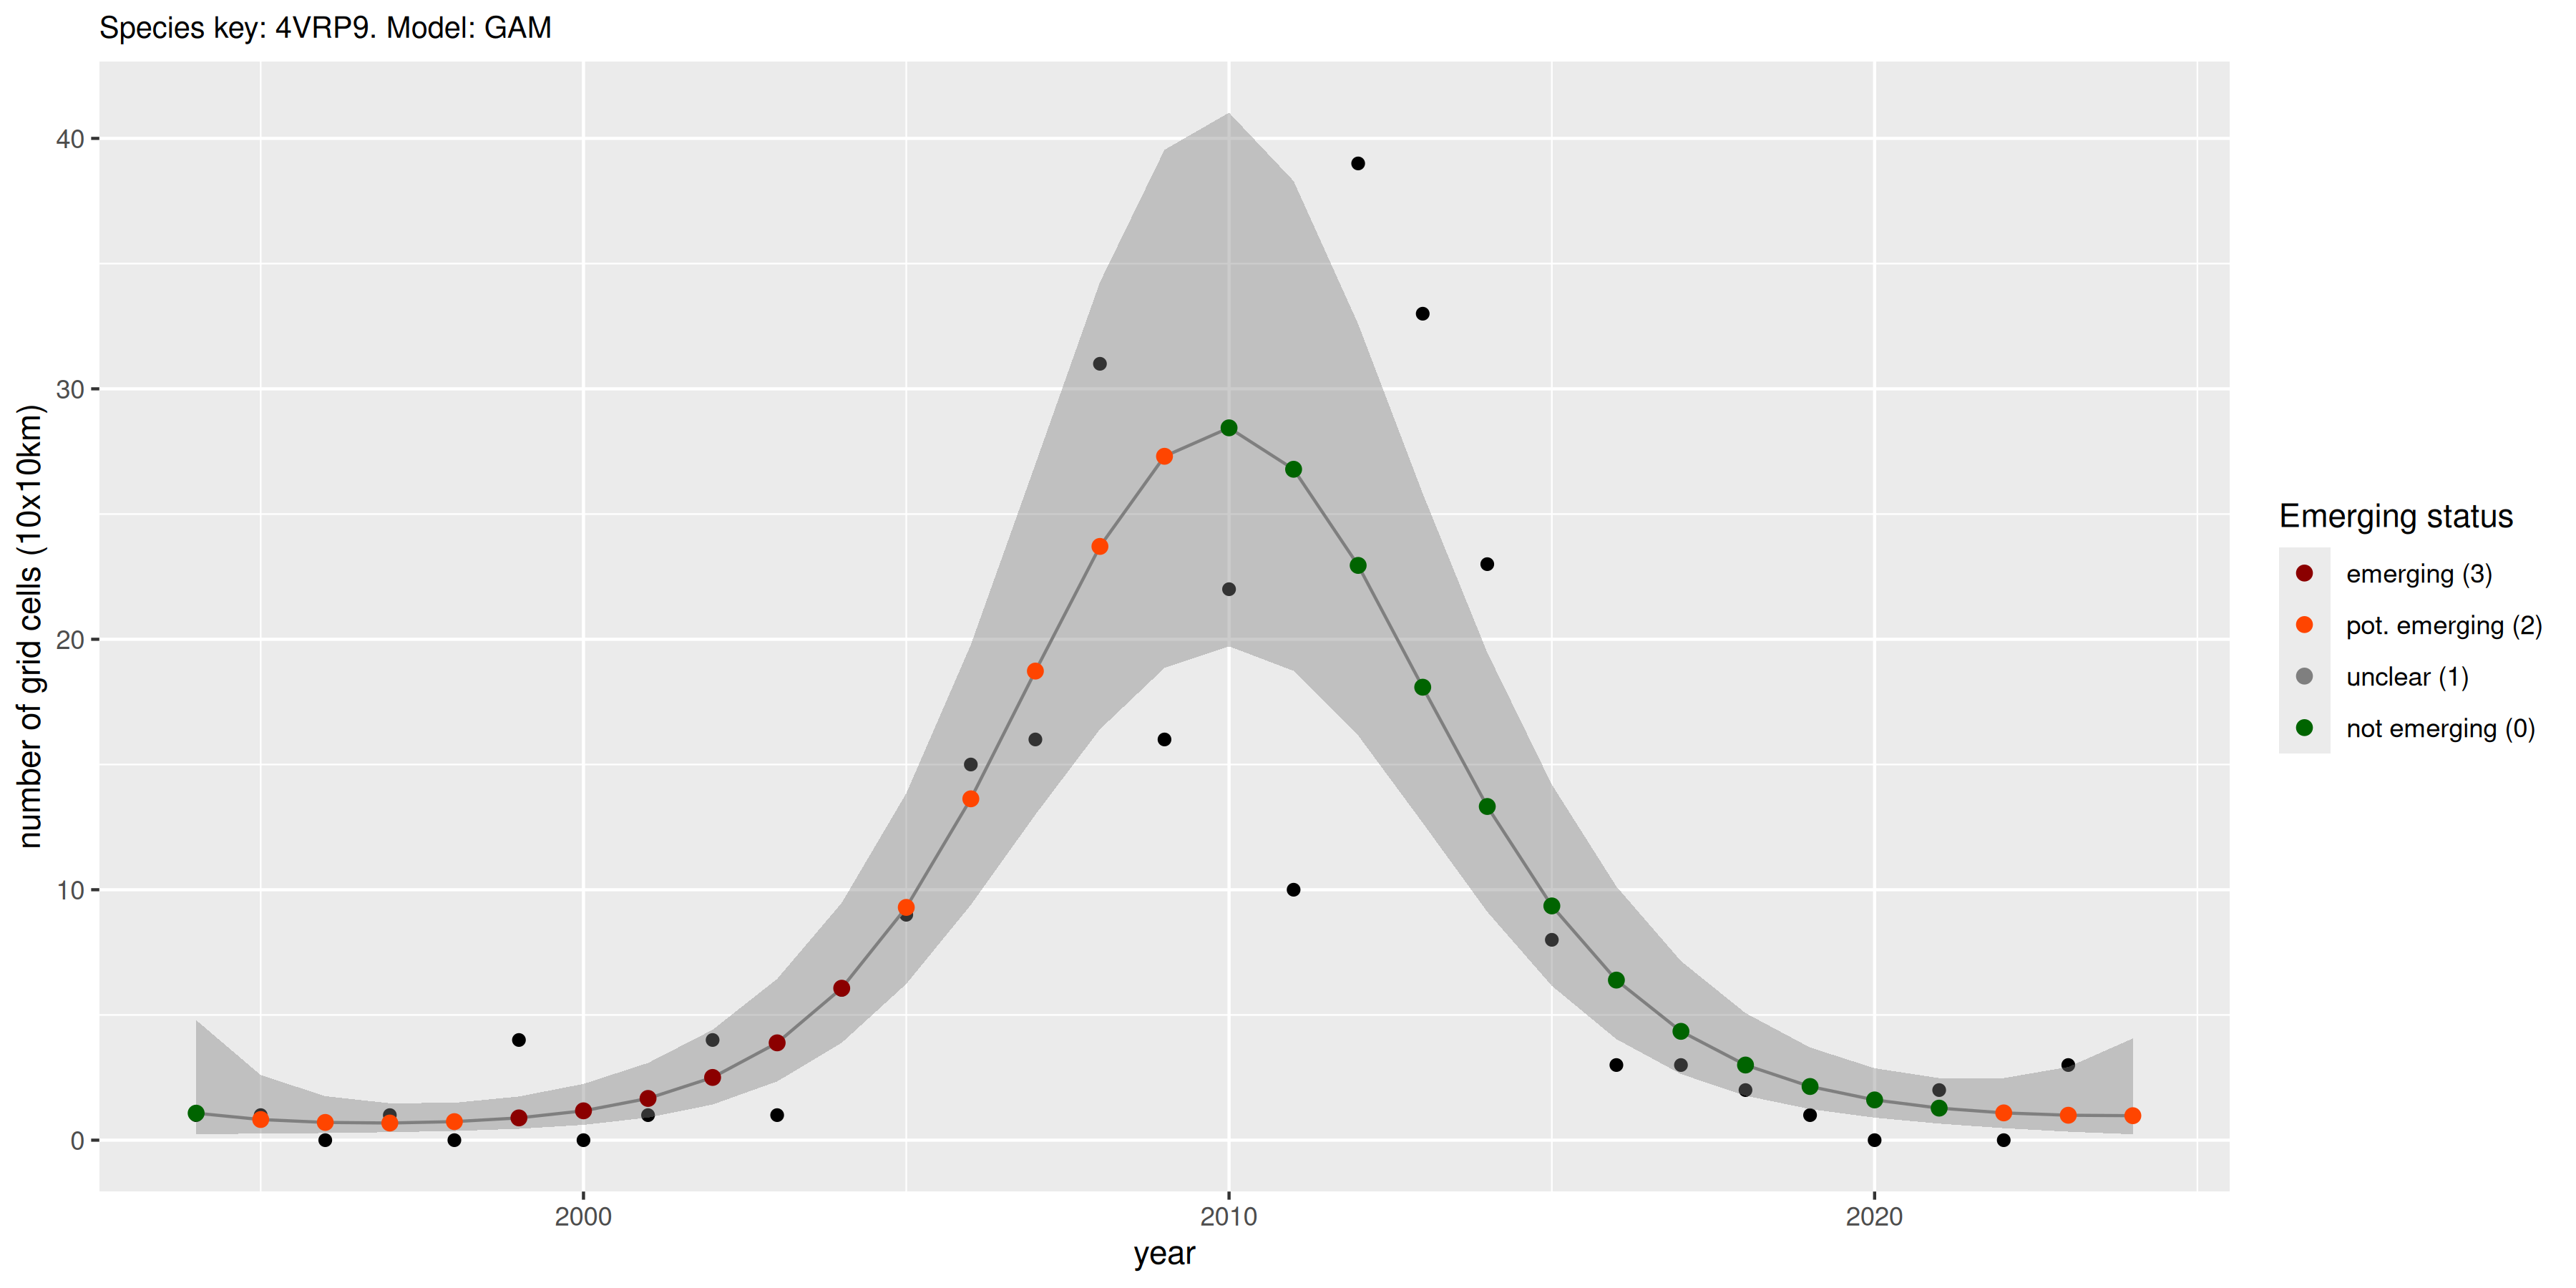 Species key: 4VRP9. Model: GAM
number of grid cells (10x10km)
40
30
20
10
0
2000
2010
2020
year
Emerging status
emerging (3)
pot. emerging (2)
unclear (1)
not emerging (0)